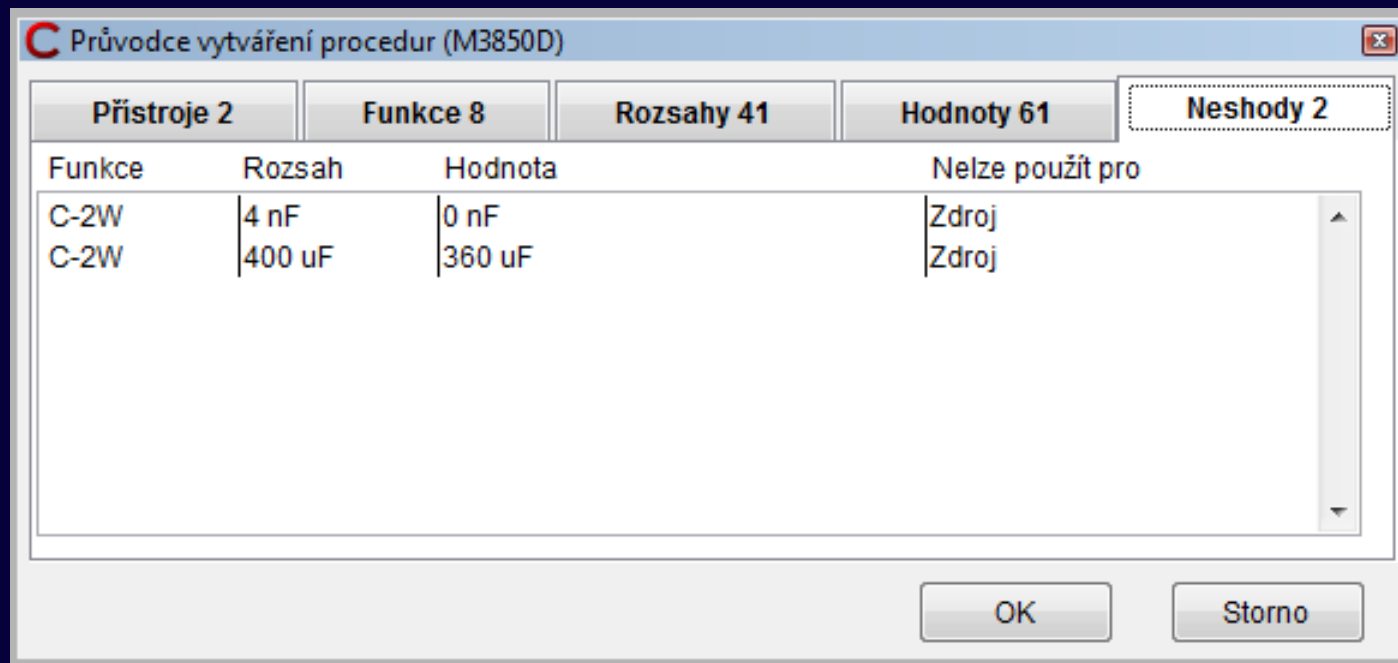 C Průvodce vytváření procedur (M3850D)
Přístroje 2 Funkce 8 Rozsahy 41 Hodnoty 61 Neshody 2
Funkce Rozsah Hodnota Nelze použít pro
C-2W 4 nF 0 nF Zdroj
C-2W 400 uF 360 uF Zdroj
OK Storno